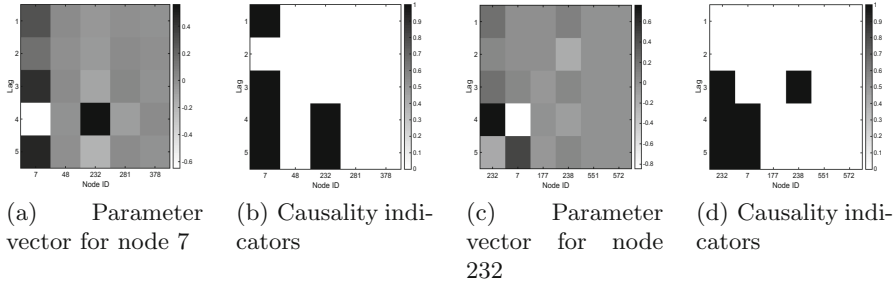 1
2
3
4
5
Lag
7 48 232 281 378
Node ID
0.4
0.2
0
-0.2
-0.4
-0.6
1
2
3
4
5
Lag
7 48 232 281 378
Node ID
1
0.9
0.8
0.7
0.6
0.5
0.4
0.3
0.2
0.1
0
1
2
3
4
5
Lag
232 7 177 238 551 572
Node ID
0.6
0.4
0.2
0
-0.2
-0.4
-0.6
-0.8
1
2
3
4
5
Lag
232 7 177 238 551 572
Node ID
1
0.9
0.8
0.7
0.6
0.5
0.4
0.3
0.2
0.1
0
(a) Parameter
vector for node 7
(b) Causality indi-
cators
(c) Parameter
vector for node
232
(d) Causality indi-
cators